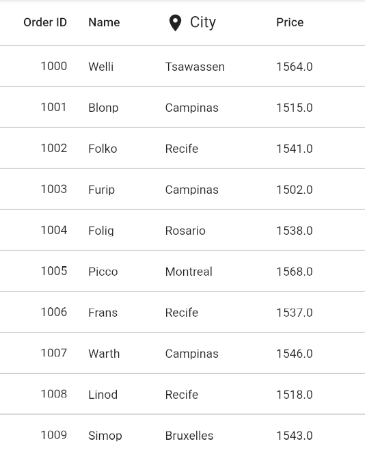 Order ID Name City Price
1000 Welli Tsawassen 1564.0
1001 Blonp Campinas 1515.0
1002 Folko Recife 1541.0
1003 Furip Campinas 1502.0
1004 Folig Rosario 1538.0
1005 Picco Montreal 1568.0
1006 Frans Recife 1537.0
1007 Warth Campinas 1546.0
1008 Linod Recife 1518.0
1009 Simop Bruxelles 1543.0